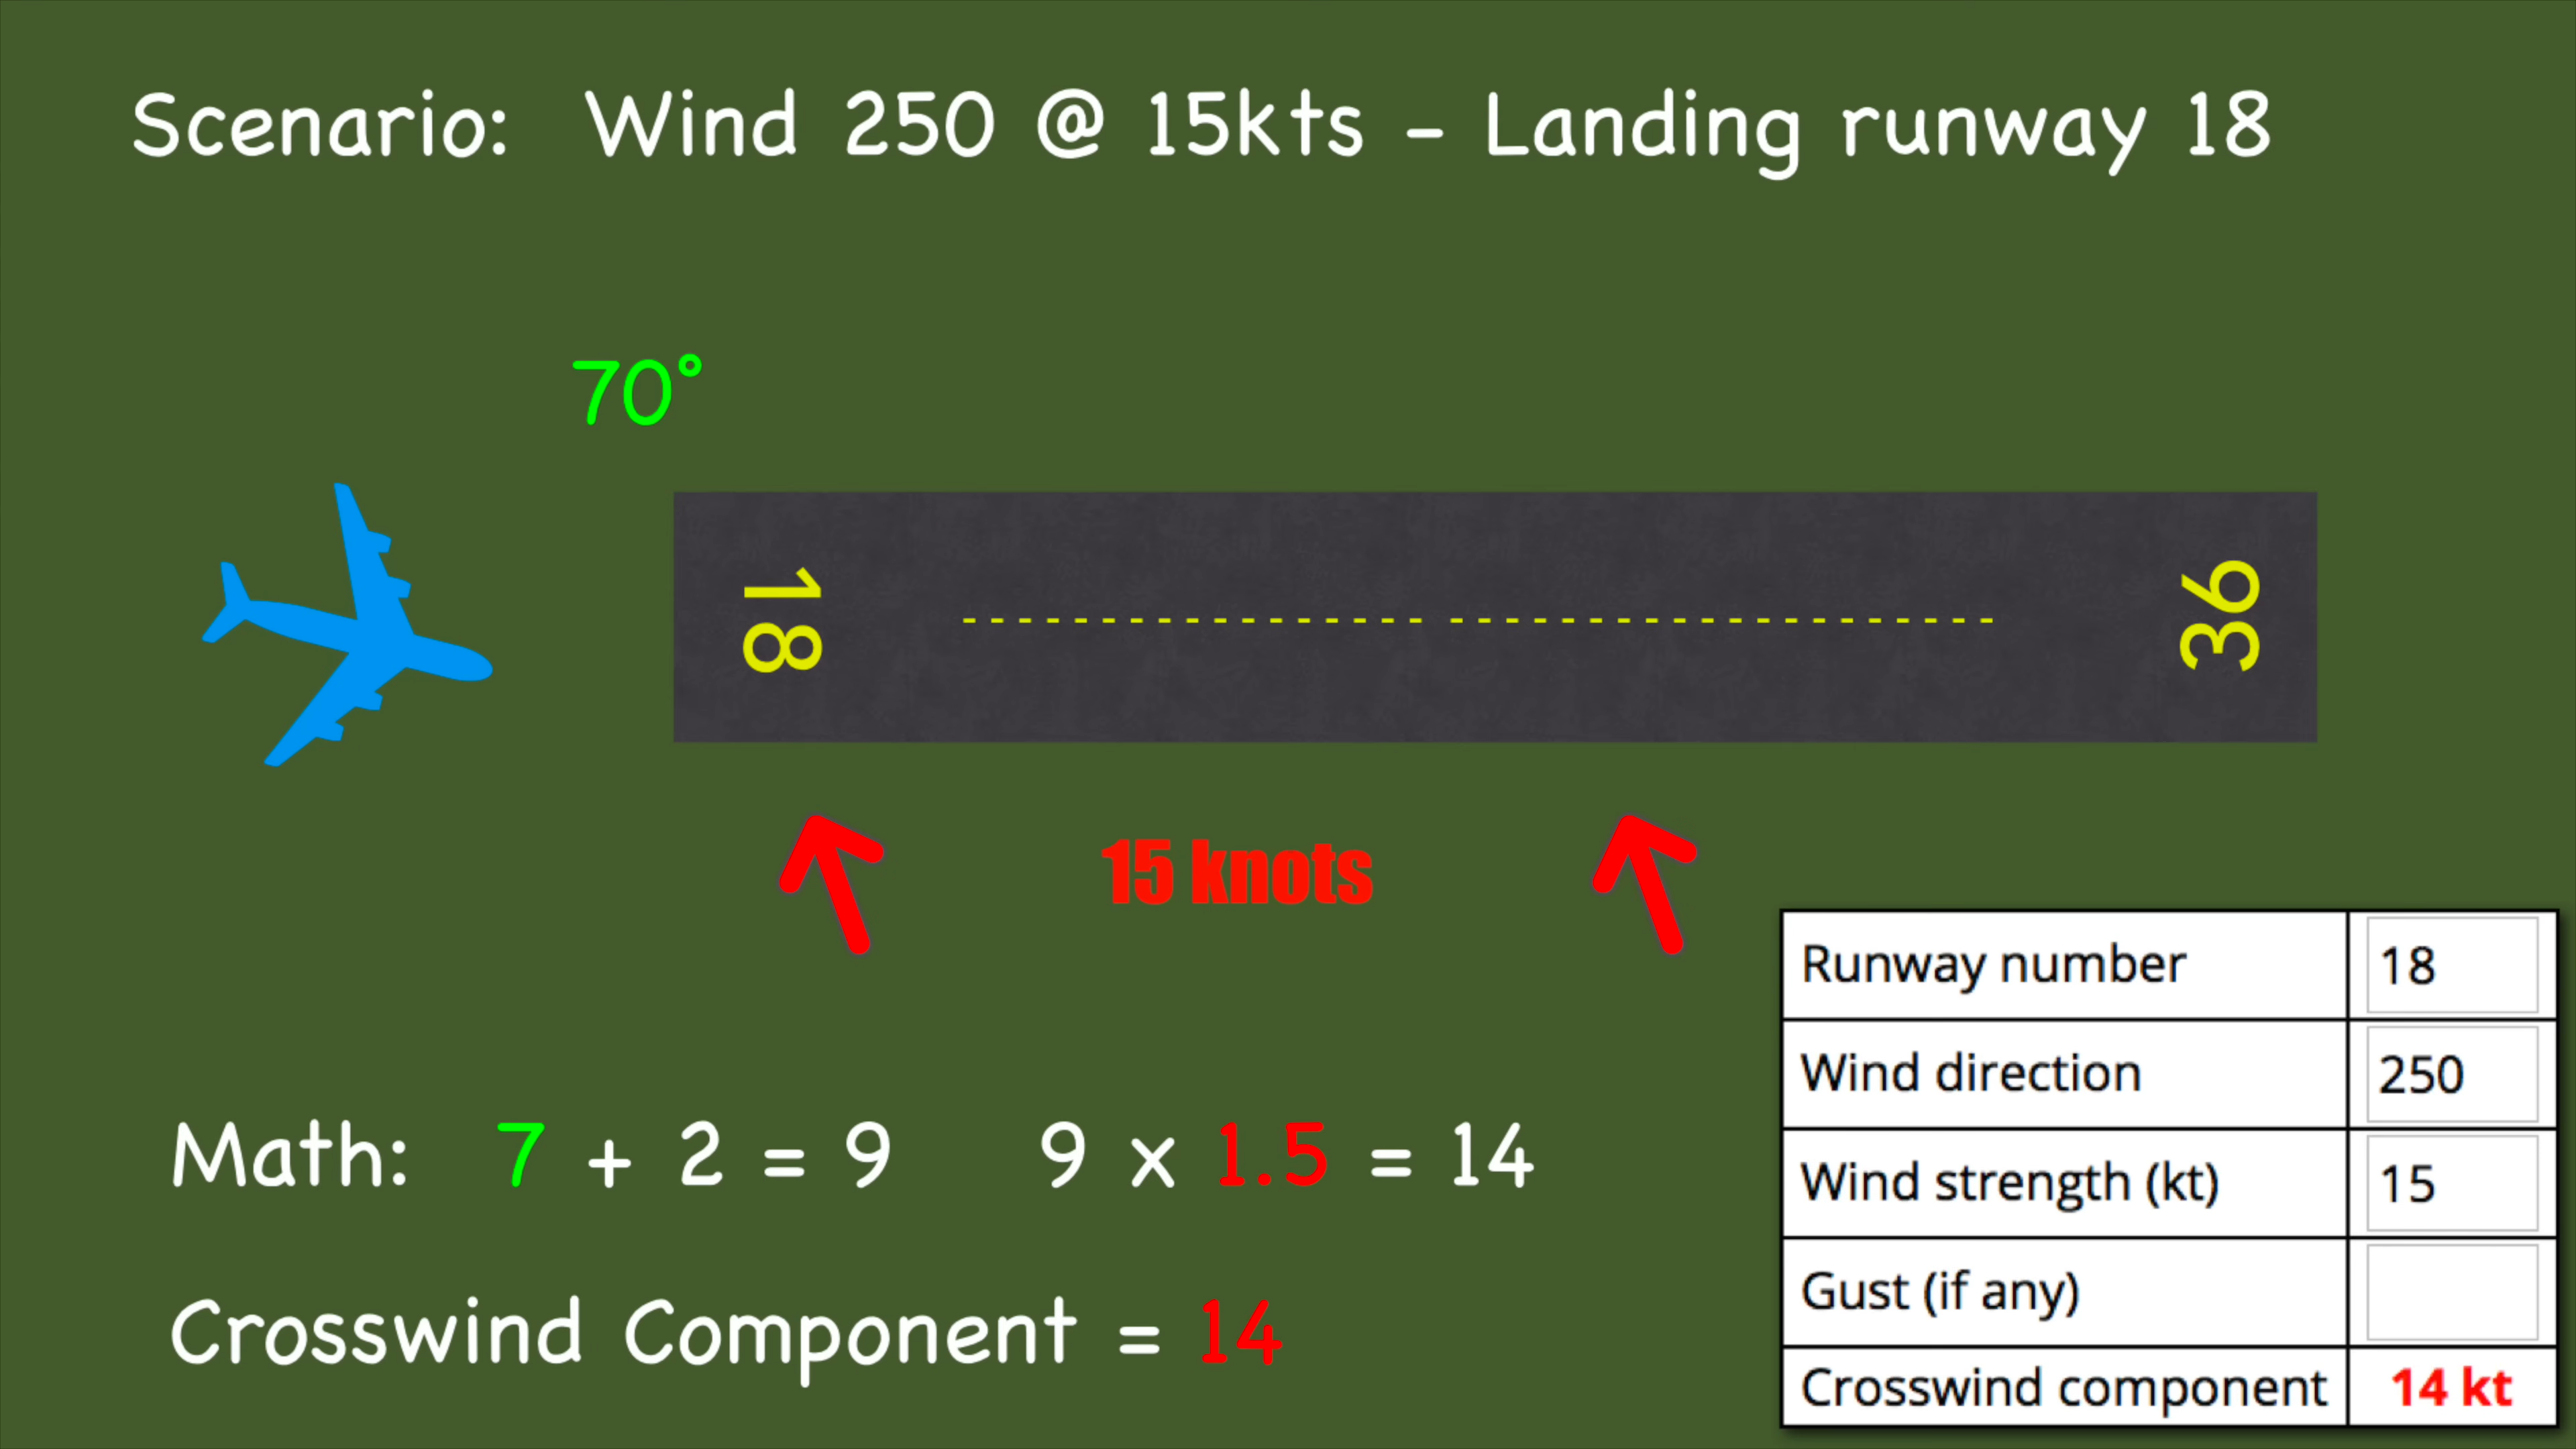 Scenario: Wind 250 @ 15kts - Landing runway 18
70°
18
36
15 knots
Math: 7 + 2 = 9 9 x 1.5 = 14
Crosswind Component = 14
Runway number 18
Wind direction 250
Wind strength (kt) 15
Gust (if any)
Crosswind component 14 kt